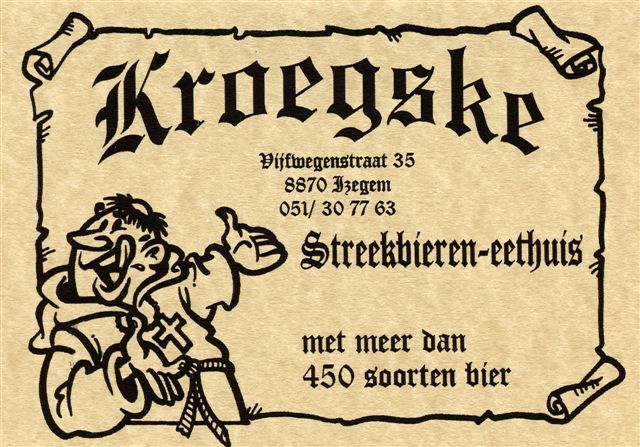 Kroegske
Vijfwegenstraat 35
8870 Izegem
051/ 30 77 63
Streekbieren-eethuis
met meer dan
450 soorten bier